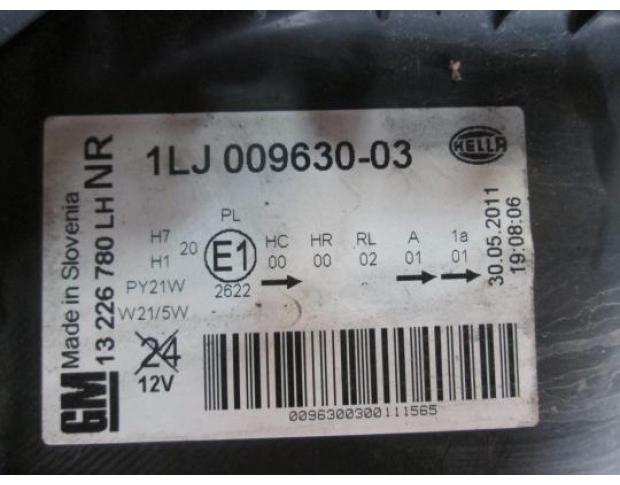 1LJ 009630-03
HELLA
GM
Made in Slovenia
13 226 780 LH NR
PL
H7
H1
20
E1
2622
HC HR RL A 1a
00 00 02 01 01
PY21W
W21/5W
30.05.2011
19:08:06
24
12V
0096300300111565